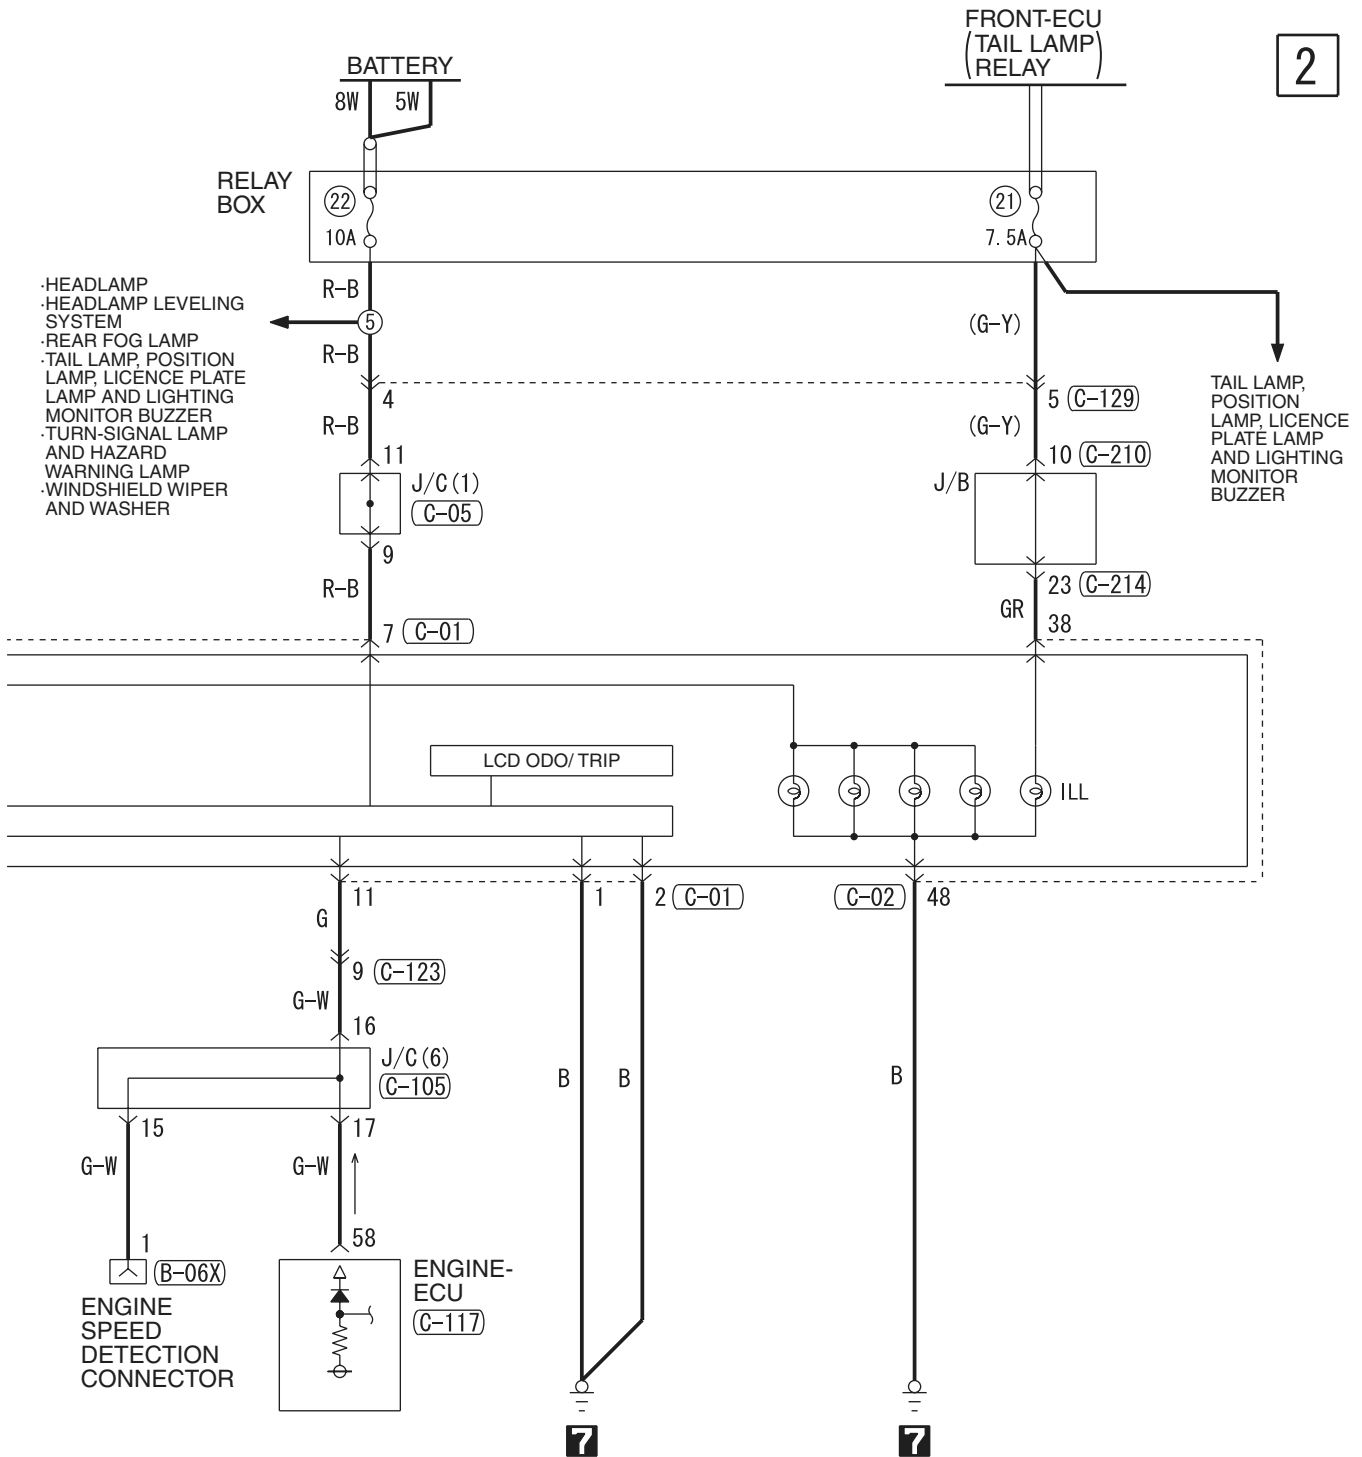 FRONT-ECU
(TAIL LAMP)
RELAY
2
BATTERY
8W 5W
RELAY
BOX
22
10A
21
7.5A
·HEADLAMP
·HEADLAMP LEVELING
SYSTEM
·REAR FOG LAMP
·TAIL LAMP, POSITION
LAMP, LICENCE PLATE
LAMP AND LIGHTING
MONITOR BUZZER
·TURN-SIGNAL LAMP
AND HAZARD
WARNING LAMP
·WINDSHIELD WIPER
AND WASHER
R-B
5
R-B
4
R-B
11
J/C(1)
C-05
9
R-B
7 C-01
(G-Y)
5 C-129
(G-Y)
10 C-210
J/B
23 C-214
GR
38
TAIL LAMP,
POSITION
LAMP, LICENCE
PLATE LAMP
AND LIGHTING
MONITOR
BUZZER
LCD ODO/ TRIP
ILL
11
1
2 C-01
C-02 48
G
9 C-123
G-W
16
J/C(6)
C-105
B
B
B
15
17
G-W
G-W
1
B-06X
58
ENGINE
SPEED
DETECTION
CONNECTOR
ENGINE-
ECU
C-117
7
7